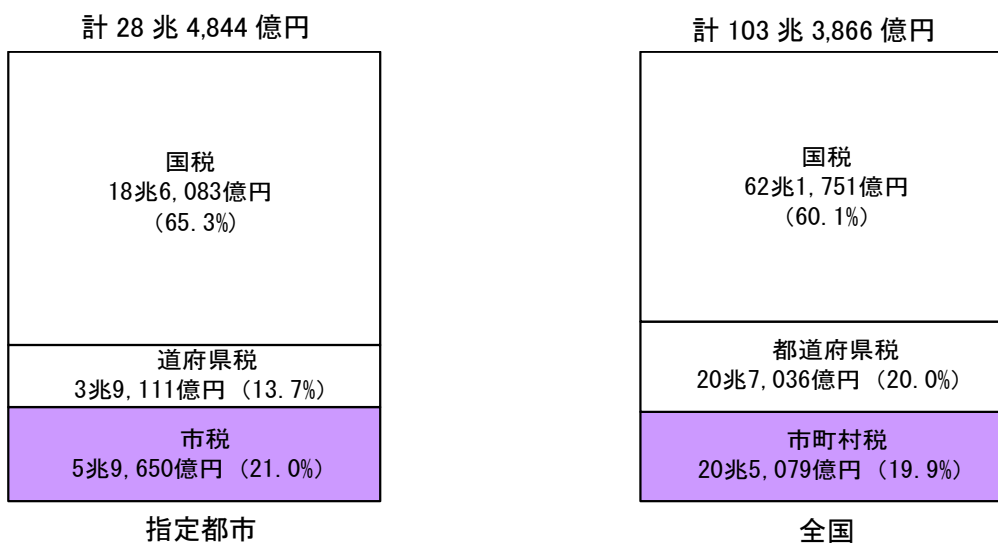 計 28 兆 4,844 億円
国税
18兆6,083億円
(65.3%)
道府県税
3兆9,111億円 (13.7%)
市税
5兆9,650億円 (21.0%)
指定都市
計 103 兆 3,866 億円
国税
62兆1,751億円
(60.1%)
都道府県税
20兆7,036億円 (20.0%)
市町村税
20兆5,079億円 (19.9%)
全国